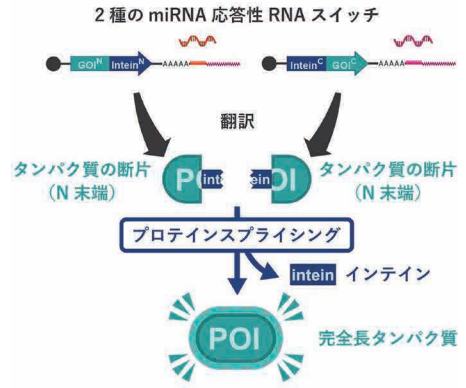 2種の miRNA 応答性 RNA スイッチ
GOI^N Intein^N AAAAA
Intein^C GOI^C AAAAA
翻訳
タンパク質の断片
(N 末端)
POI int
ein OI
タンパク質の断片
(N 末端)
プロテインスプライシング
intein インテイン
POI
完全長タンパク質